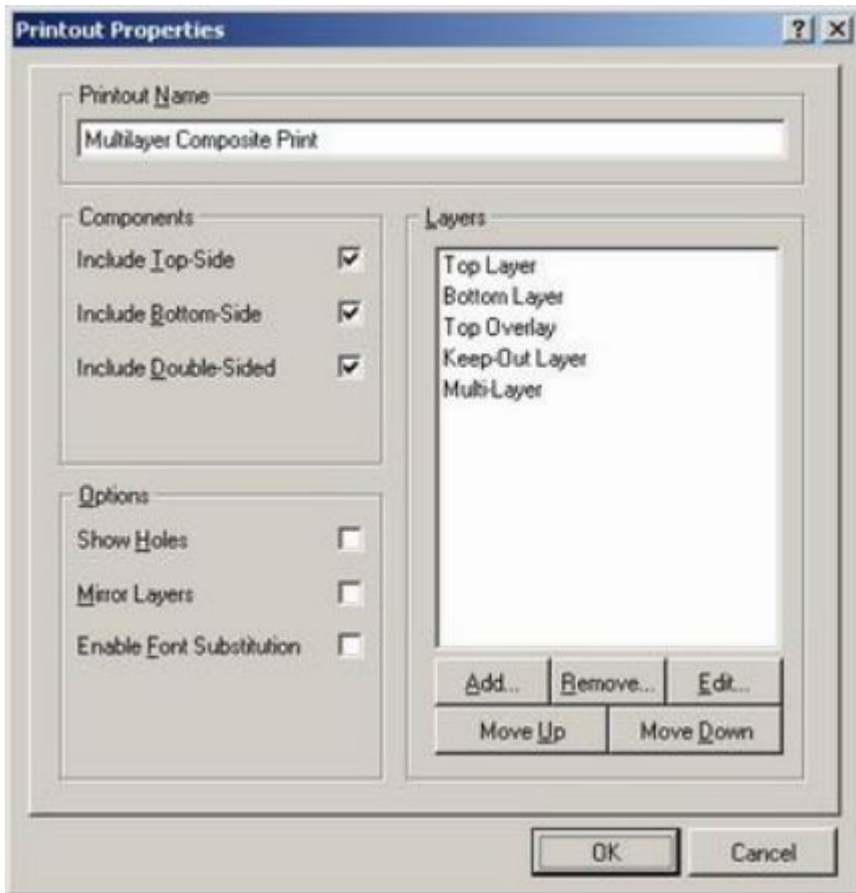 Printout Properties
Printout Name
Multilayer Composite Print
Components
Include Top-Side
Include Bottom-Side
Include Double-Sided
Options
Show Holes
Mirror Layers
Enable Font Substitution
Layers
Top Layer
Bottom Layer
Top Overlay
Keep-Out Layer
Multi-Layer
Add... Remove... Edit...
Move Up Move Down
OK Cancel